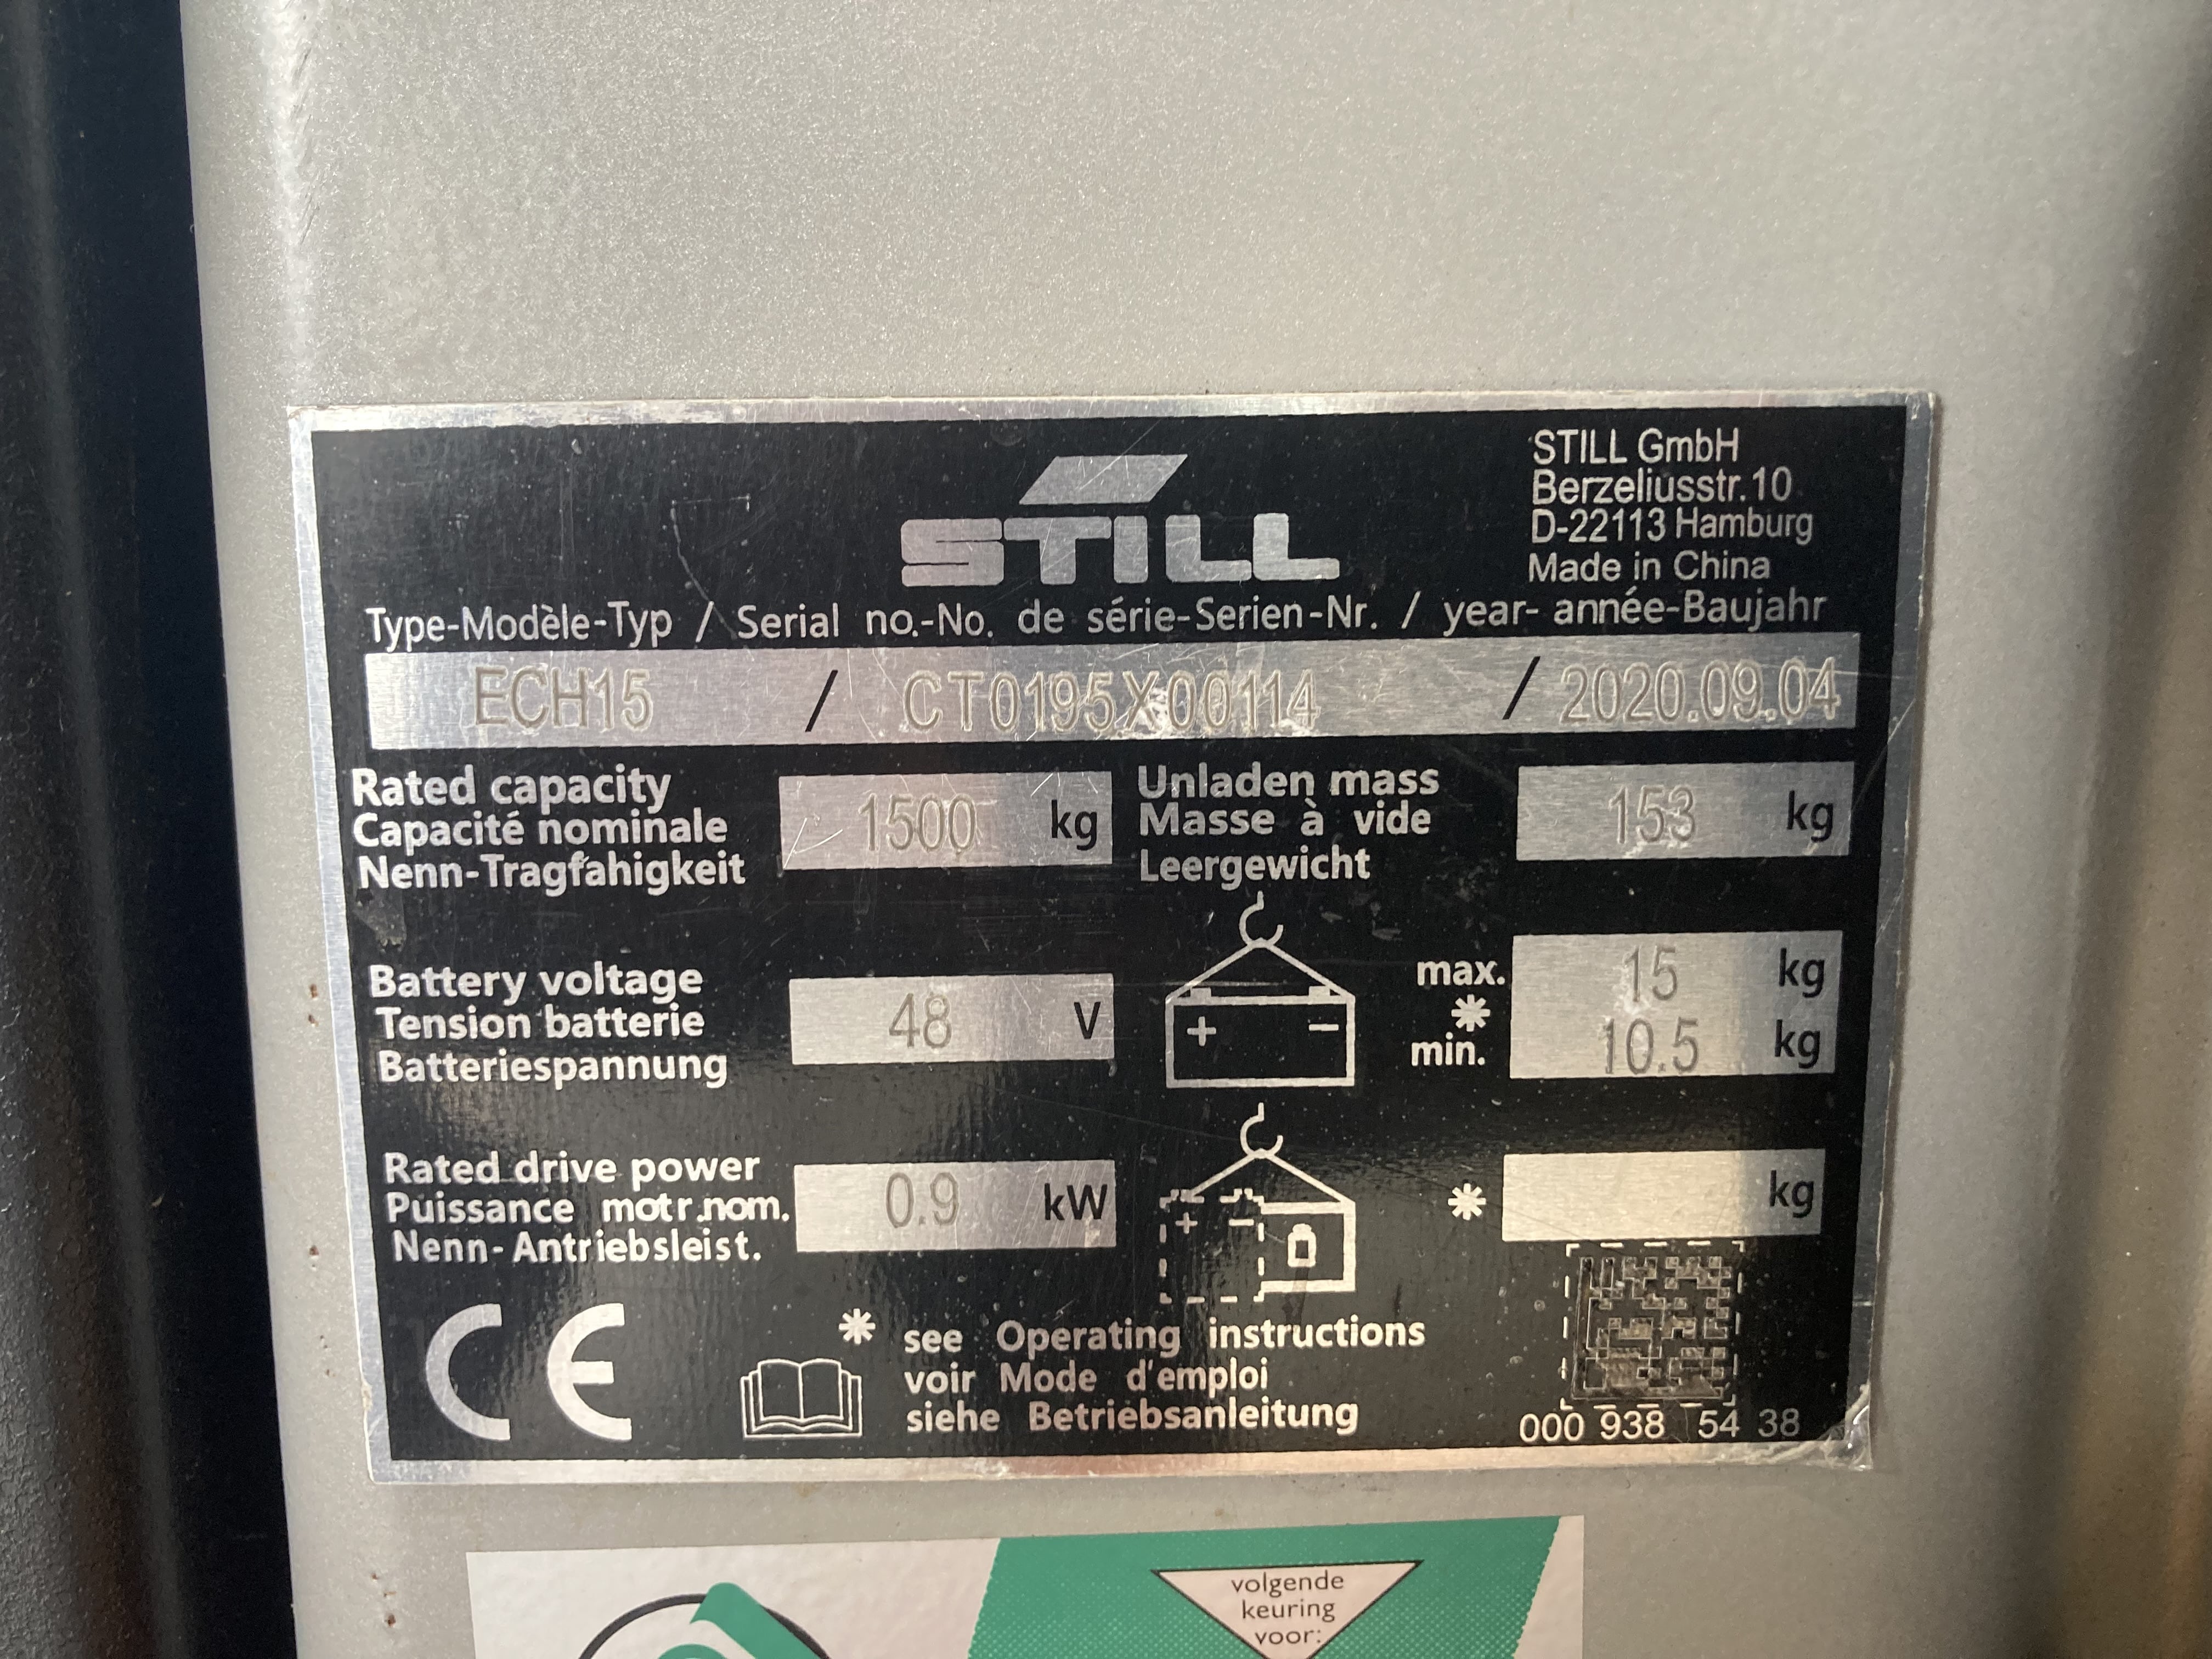 STILL
STILL GmbH
Berzeliusstr.10
D-22113 Hamburg
Made in China
Type-Modèle-Typ / Serial no.-No. de série-Serien-Nr. / year- année-Baujahr
ECH15 / CT0195X00114 / 2020.09.04
Rated capacity
Capacité nominale
Nenn-Tragfahigkeit
1500 kg
Unladen mass
Masse à vide
Leergewicht
153 kg
Battery voltage
Tension batterie
Batteriespannung
48 V
+ −
max. 15 kg
*
min. 10.5 kg
Rated drive power
Puissance motr.nom.
Nenn-Antriebsleist.
0.9 kW
+ −
* kg
CE
* see Operating instructions
voir Mode d'emploi
siehe Betriebsanleitung
000 938 54 38
volgende
keuring
voor: